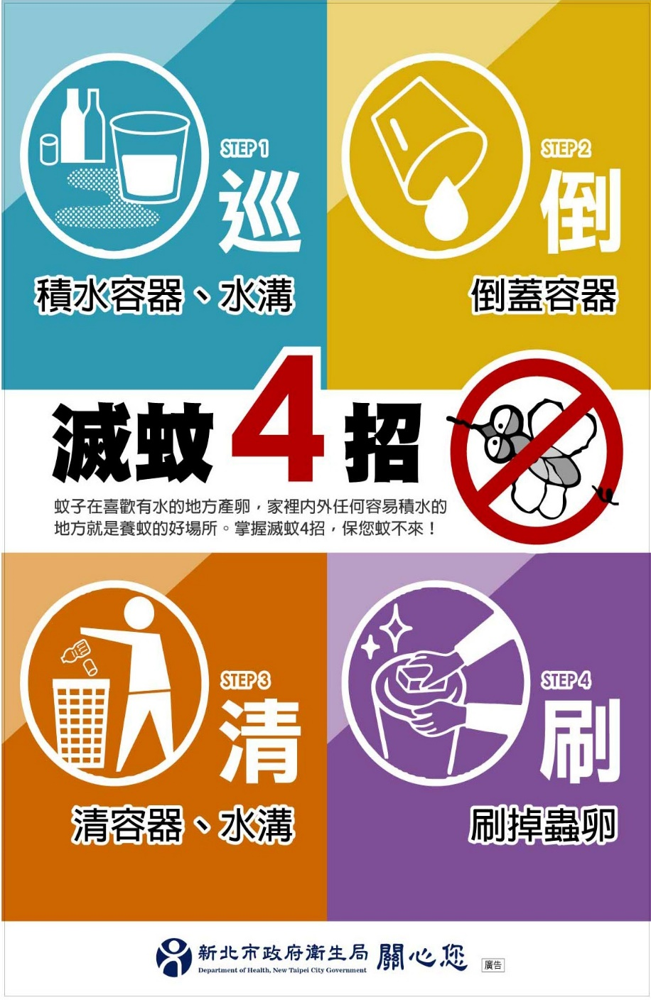 STEP 1
巡
積水容器、水溝
STEP 2
倒
倒蓋容器
滅蚊4招
蚊子在喜歡有水的地方產卵，家裡內外任何容易積水的
地方就是養蚊的好場所。掌握滅蚊4招，保您蚊不來！
STEP 3
清
清容器、水溝
STEP 4
刷
刷掉蟲卵
新北市政府衛生局 關心您
Department of Health, New Taipei City Government
廣告